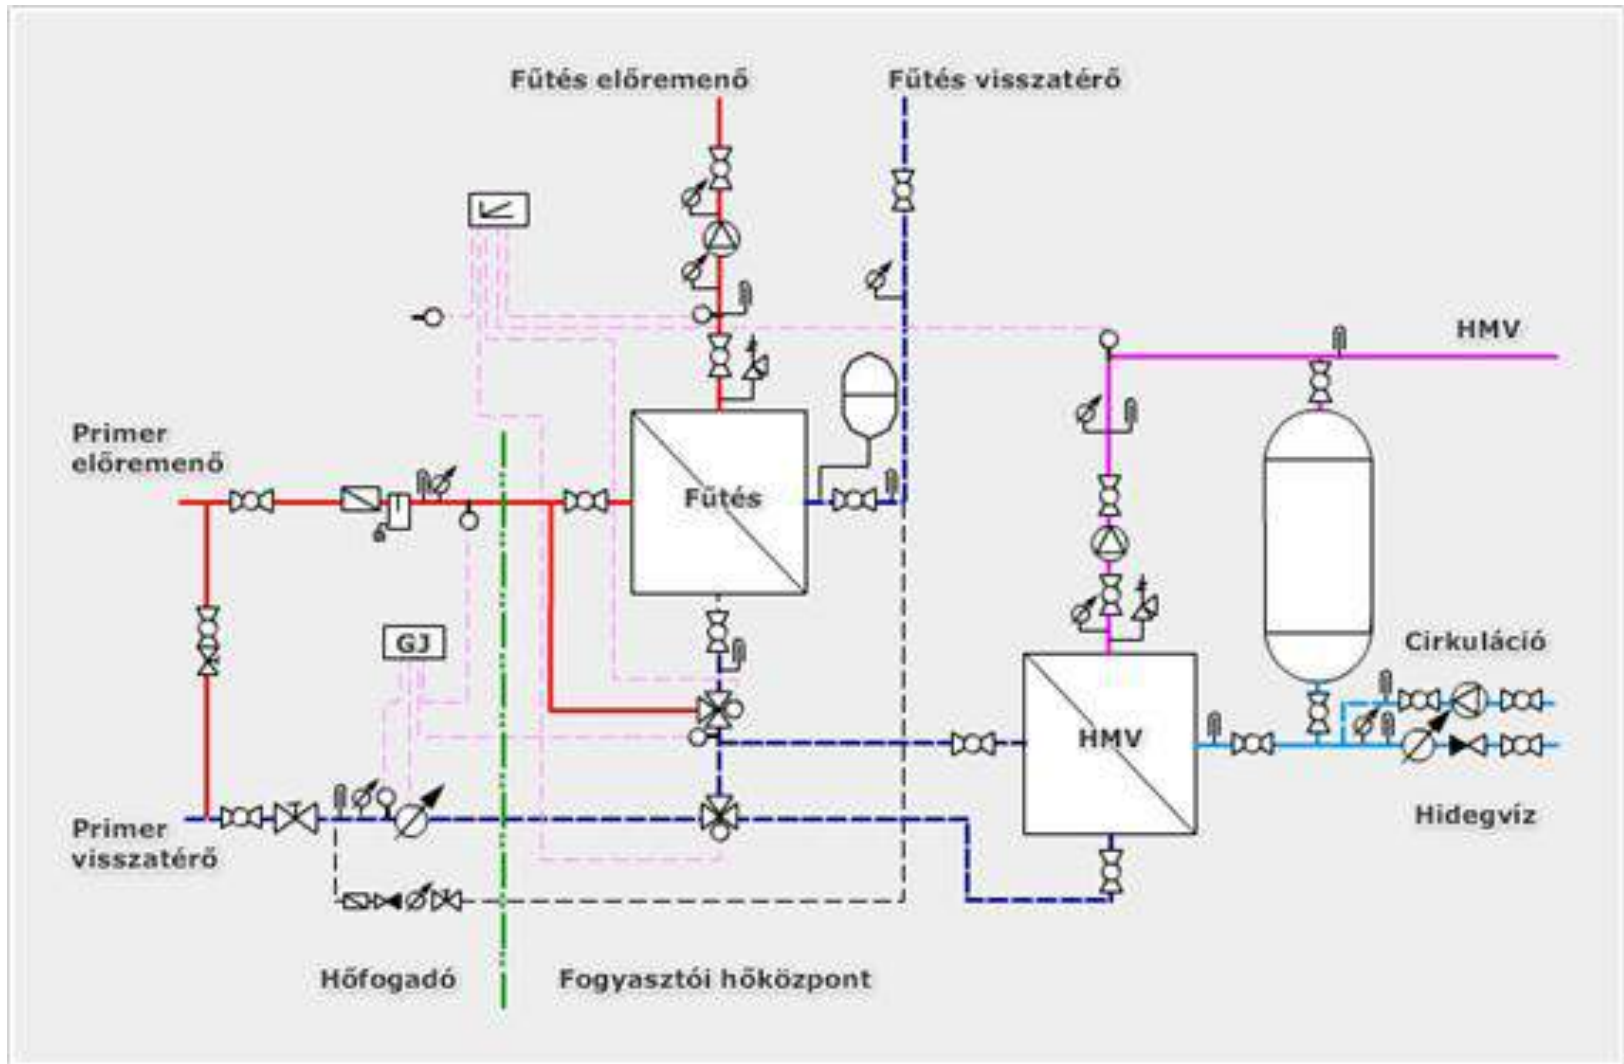 Fűtés előremenő
Fűtés visszatérő
HMV
Primer
előremenő
Fűtés
GJ
Cirkuláció
HMV
Primer
visszatérő
Hidegvíz
Hőfogadó
Fogyasztói hőközpont